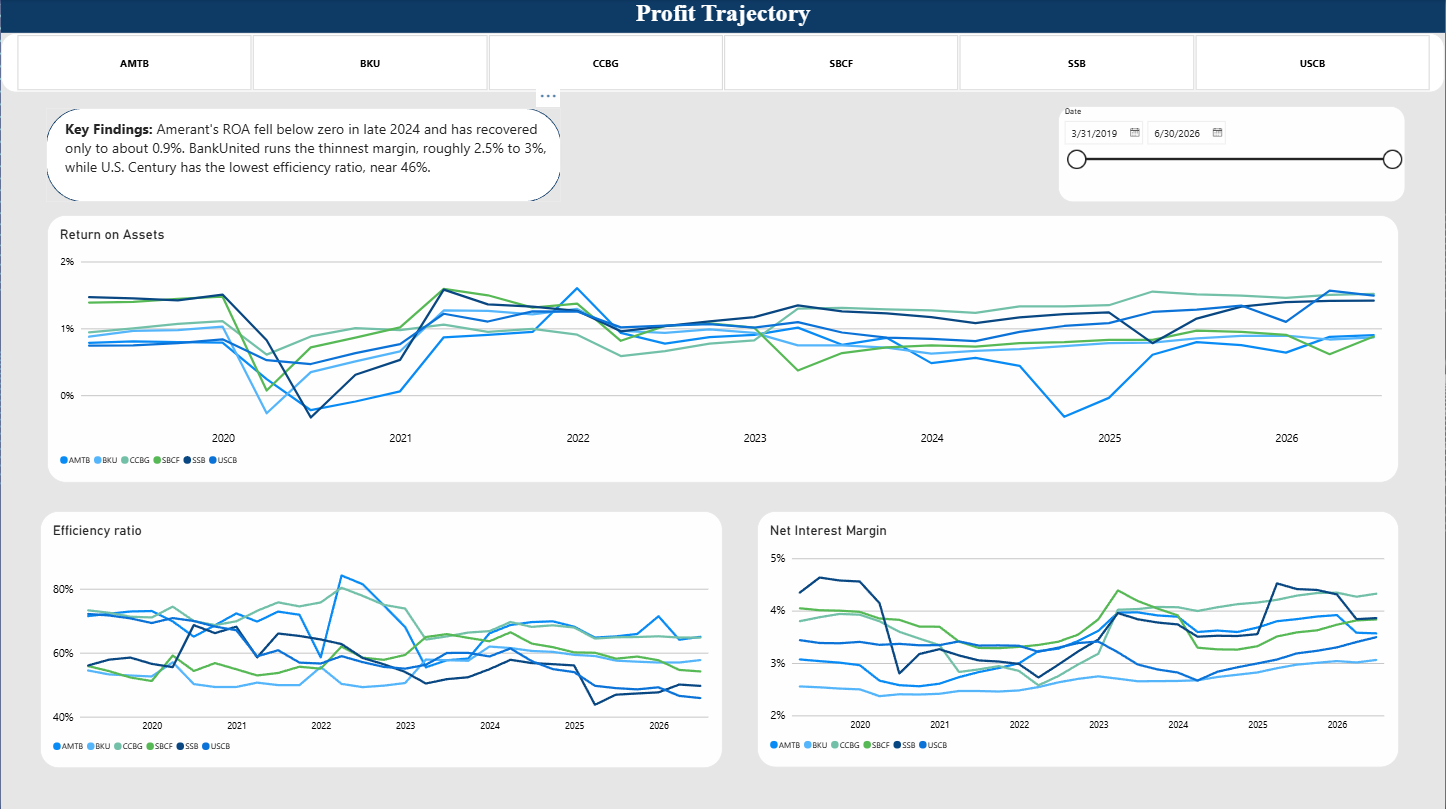 Profit Trajectory
AMTB
BKU
CCBG
SBCF
SSB
USCB
Key Findings: Amerant's ROA fell below zero in late 2024 and has recovered
only to about 0.9%. BankUnited runs the thinnest margin, roughly 2.5% to 3%,
while U.S. Century has the lowest efficiency ratio, near 46%.
Date
3/31/2019
6/30/2026
Return on Assets
2%
1%
0%
2020 2021 2022 2023 2024 2025 2026
AMTB BKU CCBG SBCF SSB USCB
Efficiency ratio
80%
60%
40%
2020 2021 2022 2023 2024 2025 2026
AMTB BKU CCBG SBCF SSB USCB
Net Interest Margin
5%
4%
3%
2%
2020 2021 2022 2023 2024 2025 2026
AMTB BKU CCBG SBCF SSB USCB